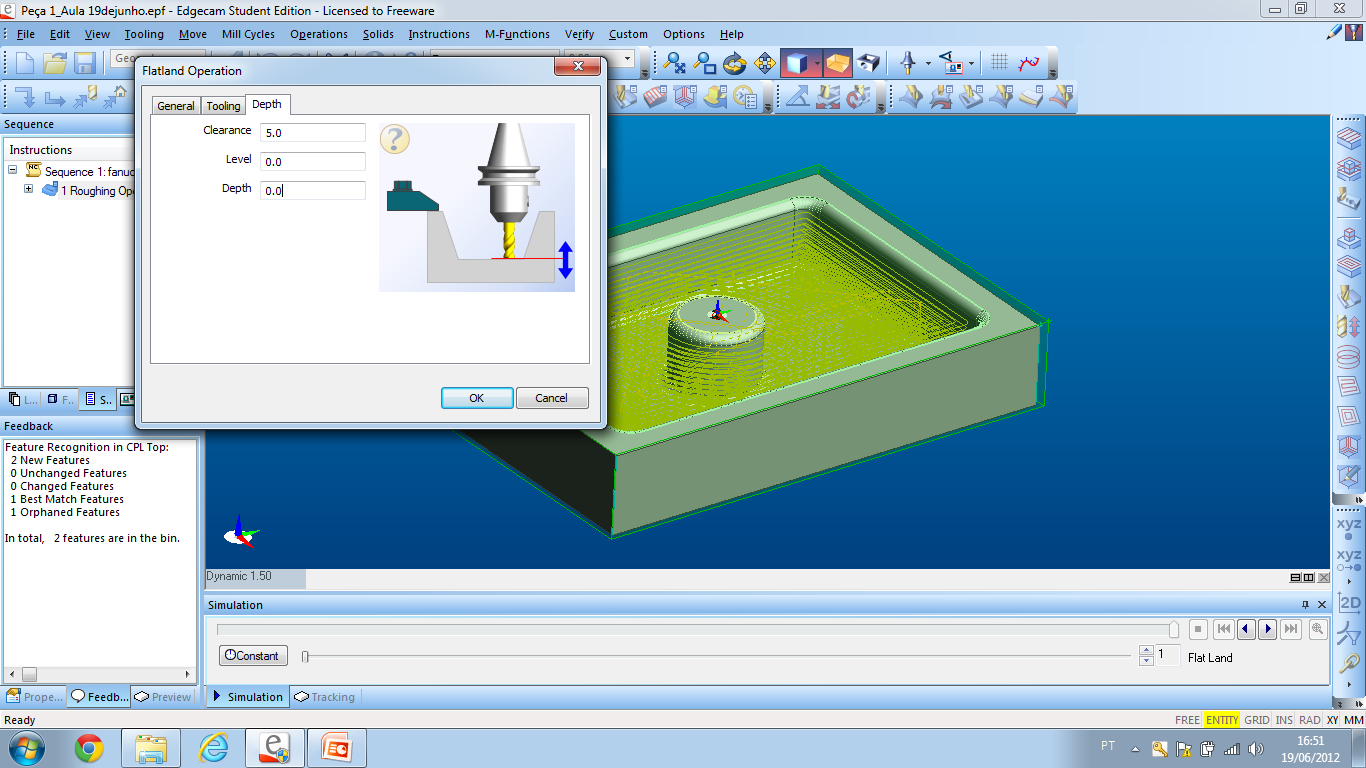 Peça 1_Aula 19dejunho.epf - Edgecam Student Edition - Licensed to Freeware
File Edit View Tooling Move Mill Cycles Operations Solids Instructions M-Functions Verify Custom Options Help
Flatland Operation
General Tooling Depth
Clearance 5.0
Level 0.0
Depth 0.0
?
Sequence
Instructions
Sequence 1: fanuc
1 Roughing Ope
L... F.. S..
Feedback
Feature Recognition in CPL Top:
2 New Features
0 Unchanged Features
0 Changed Features
1 Best Match Features
1 Orphaned Features
In total, 2 features are in the bin.
OK Cancel
xyz
xyz
2D
Dynamic 1.50
Simulation
Constant
1
Flat Land
Prope... Feedb... Preview
Simulation Tracking
Ready
FREE ENTITY GRID INS RAD XY MM
PT
16:51
19/06/2012